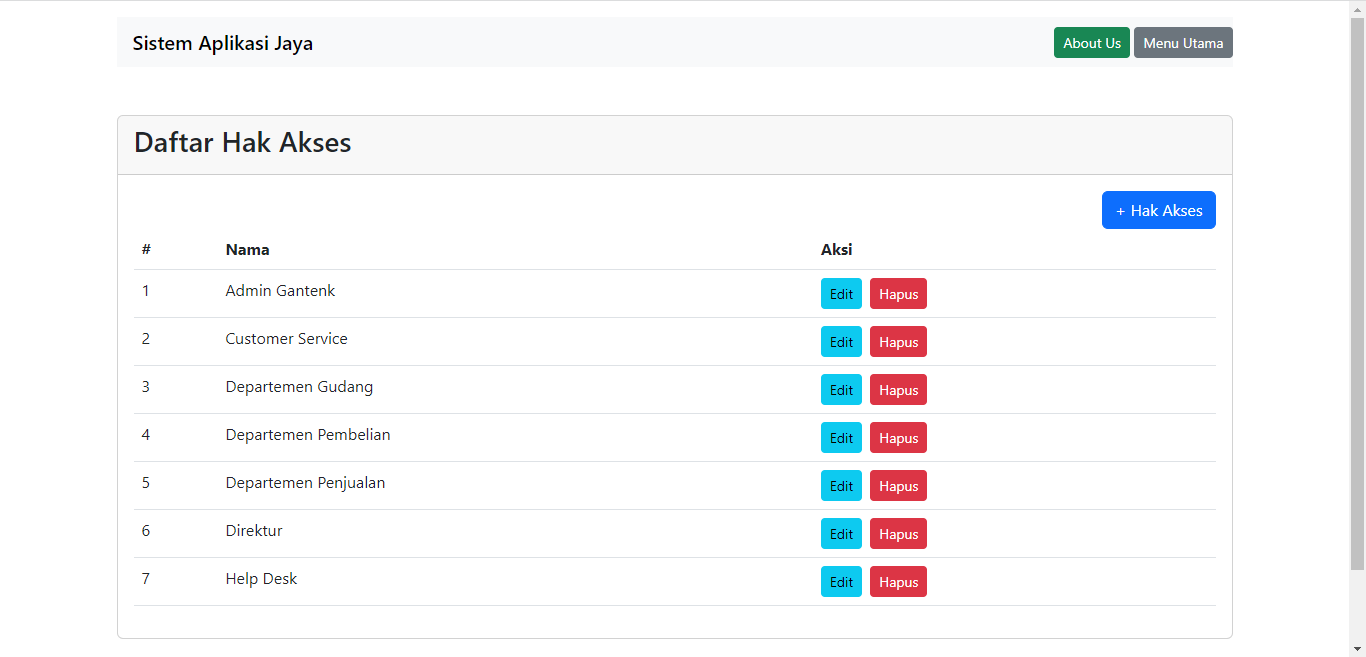 Sistem Aplikasi Jaya About Us Menu Utama
Daftar Hak Akses
+ Hak Akses
# Nama Aksi
1 Admin Gantenk Edit Hapus
2 Customer Service Edit Hapus
3 Departemen Gudang Edit Hapus
4 Departemen Pembelian Edit Hapus
5 Departemen Penjualan Edit Hapus
6 Direktur Edit Hapus
7 Help Desk Edit Hapus